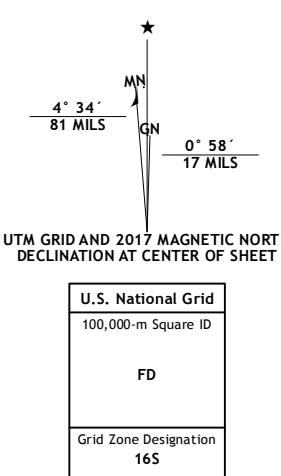 ★
MN
4° 34´
81 MILS
GN
0° 58´
17 MILS
UTM GRID AND 2017 MAGNETIC NORT
DECLINATION AT CENTER OF SHEET
U.S. National Grid
100,000-m Square ID
FD
Grid Zone Designation
16S